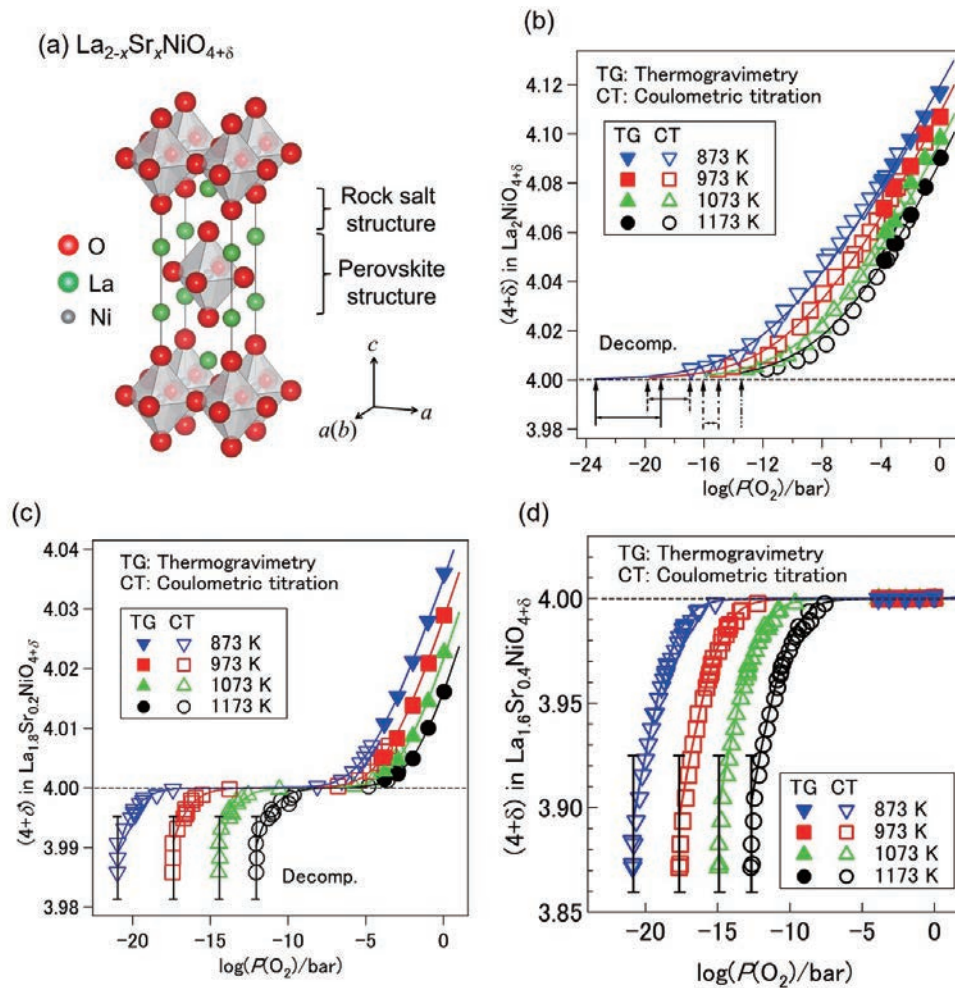 (a) La₂₋ₓSrₓNiO₄₊δ
Rock salt
structure
Perovskite
structure
O
La
Ni
c
a
a(b)
(b)
TG: Thermogravimetry
CT: Coulometric titration
TG CT
873 K
973 K
1073 K
1173 K
Decomp.
4.12
4.10
4.08
4.06
4.04
4.02
4.00
3.98
(4+δ) in La₂NiO₄₊δ
-24 -20 -16 -12 -8 -4 0
log(P(O₂)/bar)
(c)
TG: Thermogravimetry
CT: Coulometric titration
TG CT
873 K
973 K
1073 K
1173 K
Decomp.
4.04
4.03
4.02
4.01
4.00
3.99
3.98
(4+δ) in La₁.₈Sr₀.₂NiO₄₊δ
-20 -15 -10 -5 0
log(P(O₂)/bar)
(d)
TG: Thermogravimetry
CT: Coulometric titration
TG CT
873 K
973 K
1073 K
1173 K
4.00
3.95
3.90
3.85
(4+δ) in La₁.₆Sr₀.₄NiO₄₊δ
-20 -15 -10 -5 0
log(P(O₂)/bar)